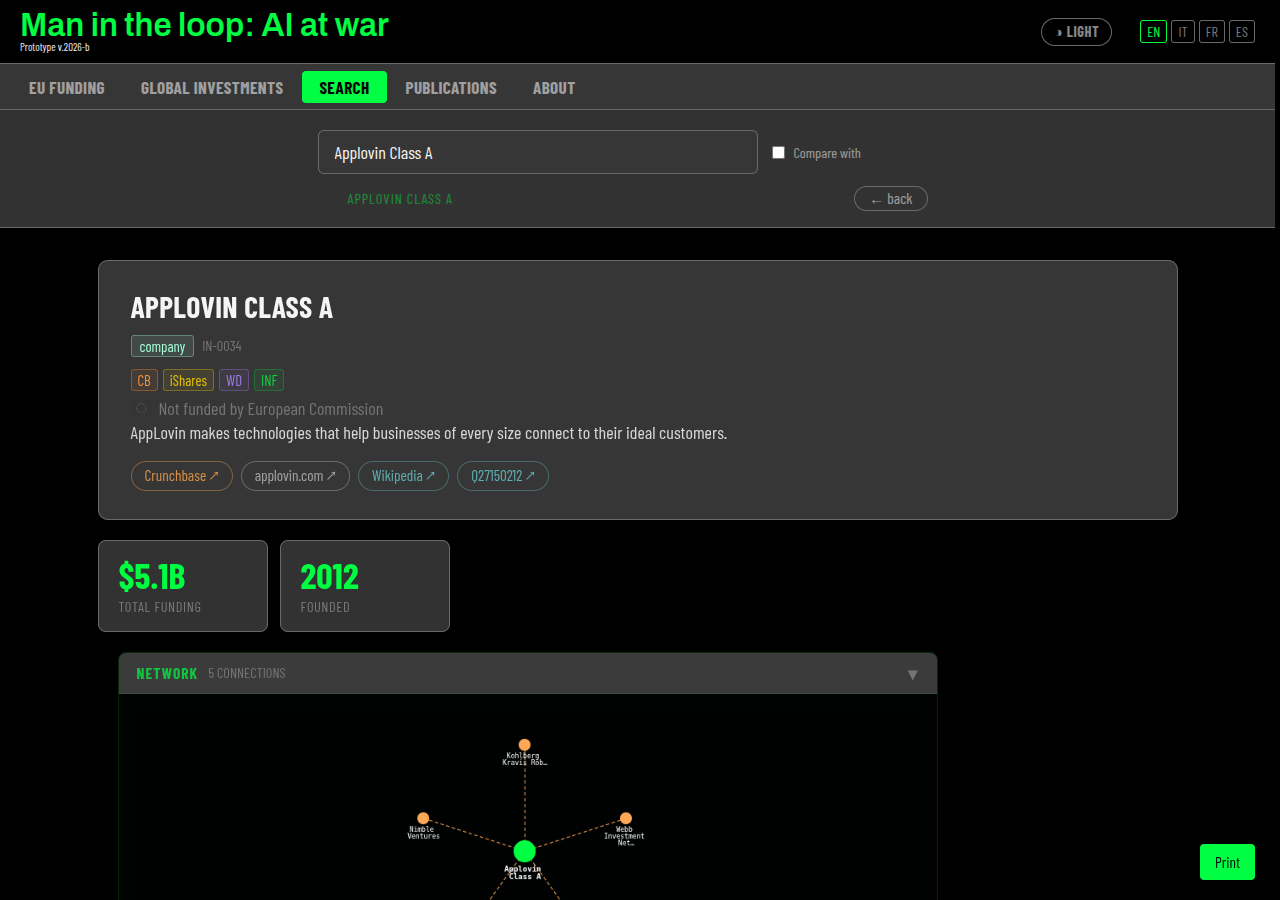 Man in the loop: AI at war
Prototype v.2026-b
LIGHT
EN IT FR ES
EU FUNDING GLOBAL INVESTMENTS SEARCH PUBLICATIONS ABOUT
Applovin Class A
Compare with
APPLOVIN CLASS A
← back
APPLOVIN CLASS A
company IN-0034
CB iShares WD INF
Not funded by European Commission
AppLovin makes technologies that help businesses of every size connect to their ideal customers.
Crunchbase ↗ applovin.com ↗ Wikipedia ↗ Q27150212 ↗
$5.1B
TOTAL FUNDING
2012
FOUNDED
NETWORK 5 CONNECTIONS ▼
Kohlberg
Kravis Rob…
Nimble
Ventures
Webb
Investment
Net…
Applovin
Class A
Print